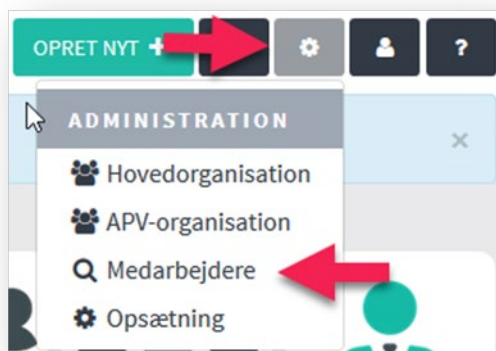 OPRET NYT +
?
ADMINISTRATION
×
Hovedorganisation
APV-organisation
Medarbejdere
Opsætning